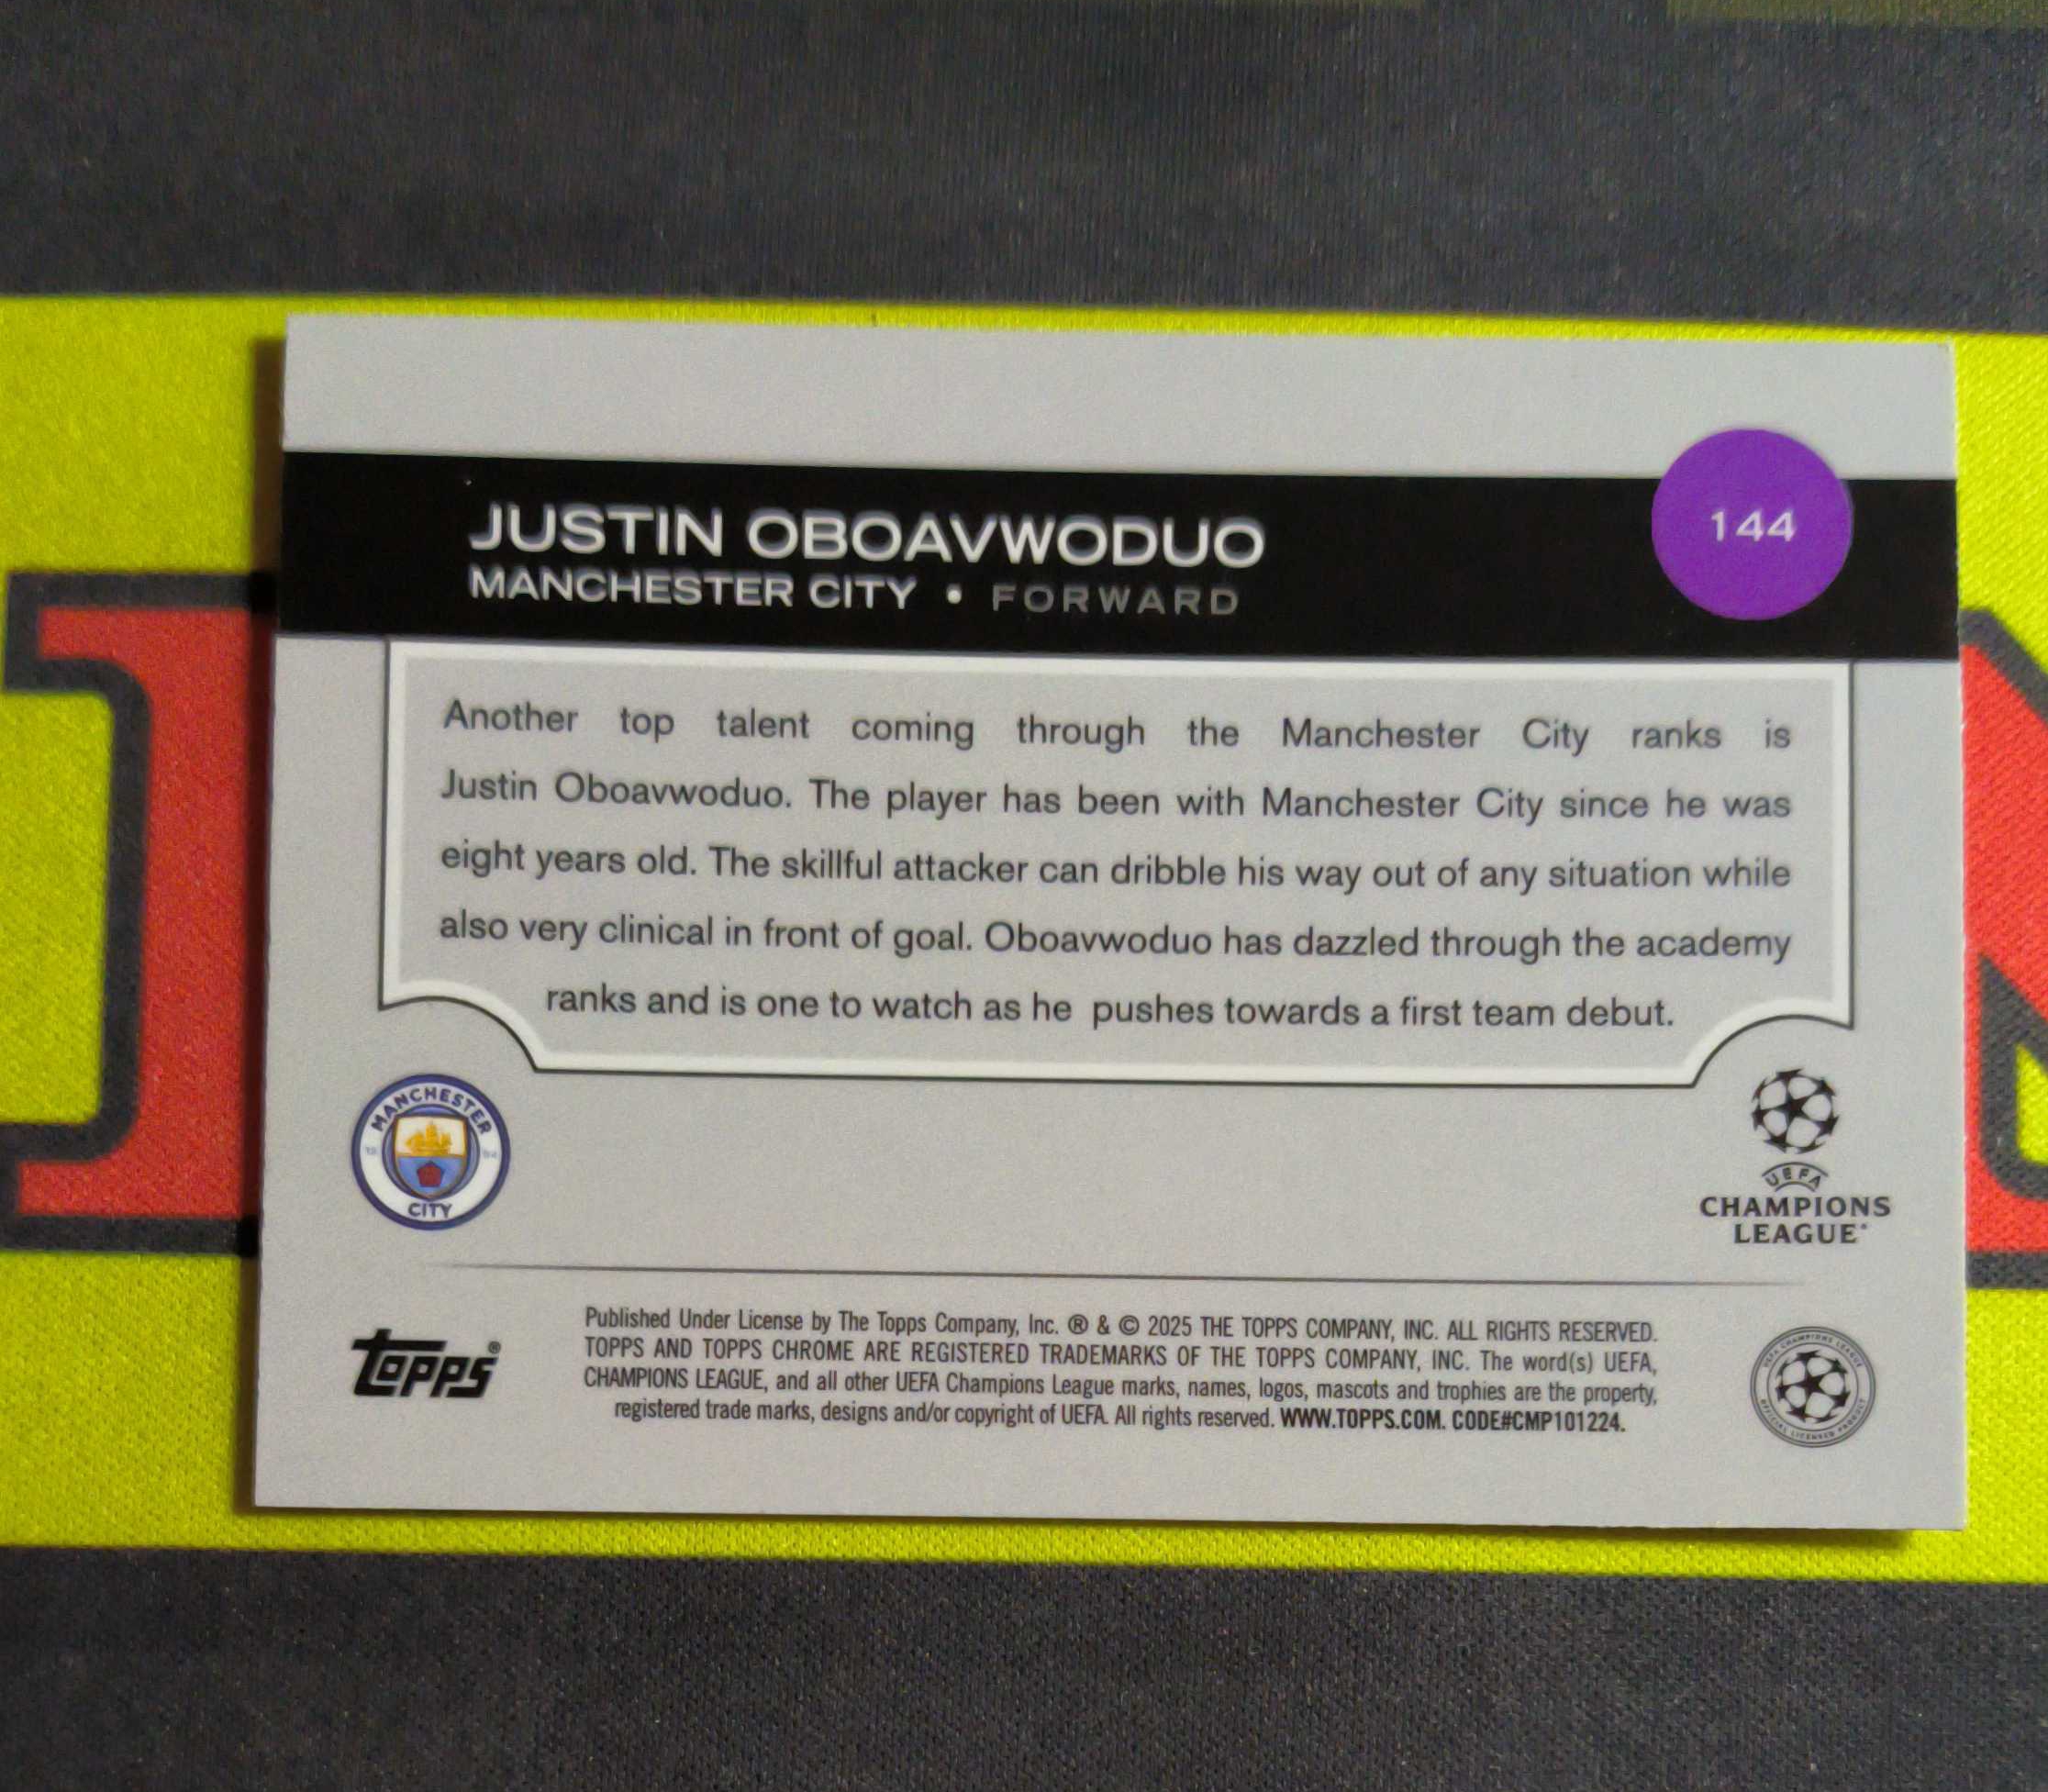 JUSTIN OBOAVWODUO
144
MANCHESTER CITY • FORWARD
Another top talent coming through the Manchester City ranks is
Justin Oboavwoduo. The player has been with Manchester City since he was
eight years old. The skillful attacker can dribble his way out of any situation while
also very clinical in front of goal. Oboavwoduo has dazzled through the academy
ranks and is one to watch as he pushes towards a first team debut.
MANCHESTER
CITY
UEFA
CHAMPIONS
LEAGUE
topps®
Published Under License by The Topps Company, Inc. ® & © 2025 THE TOPPS COMPANY, INC. ALL RIGHTS RESERVED.
TOPPS AND TOPPS CHROME ARE REGISTERED TRADEMARKS OF THE TOPPS COMPANY, INC. The word(s) UEFA,
CHAMPIONS LEAGUE, and all other UEFA Champions League marks, names, logos, mascots and trophies are the property,
registered trade marks, designs and/or copyright of UEFA. All rights reserved. WWW.TOPPS.COM. CODE#CMP101224.
UEFA CHAMPIONS LEAGUE
OFFICIAL LICENSED PRODUCT